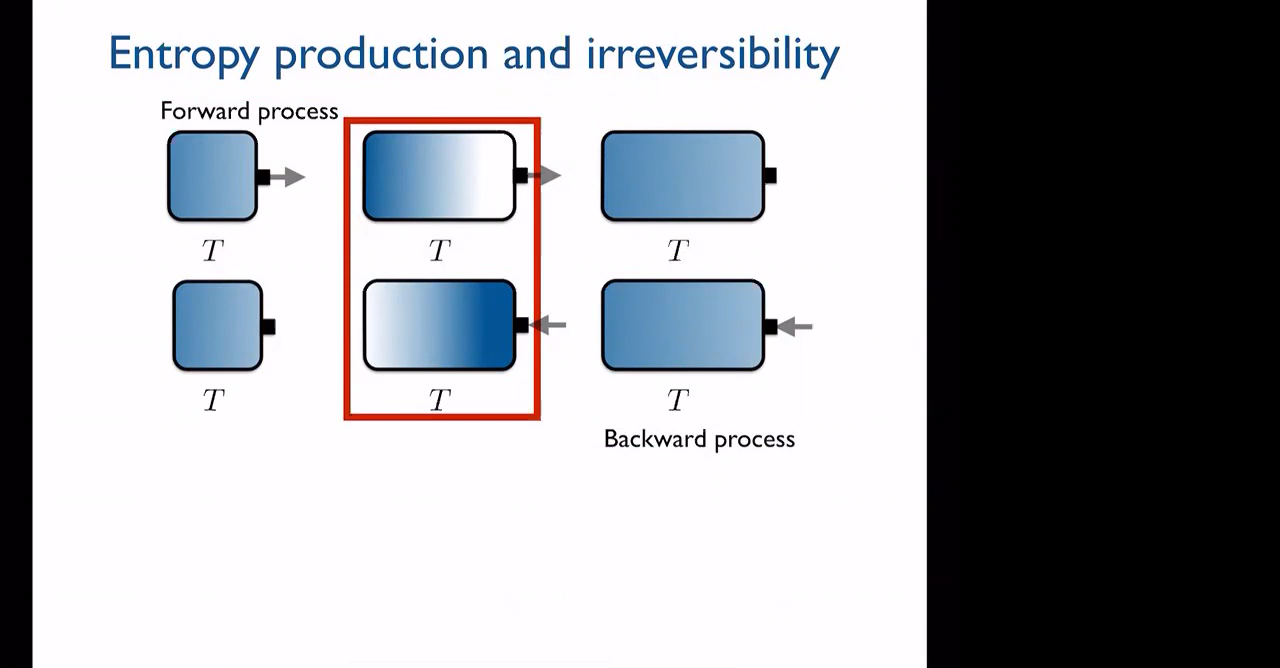 Entropy production and irreversibility
Forward process
T T T
T T T
Backward process